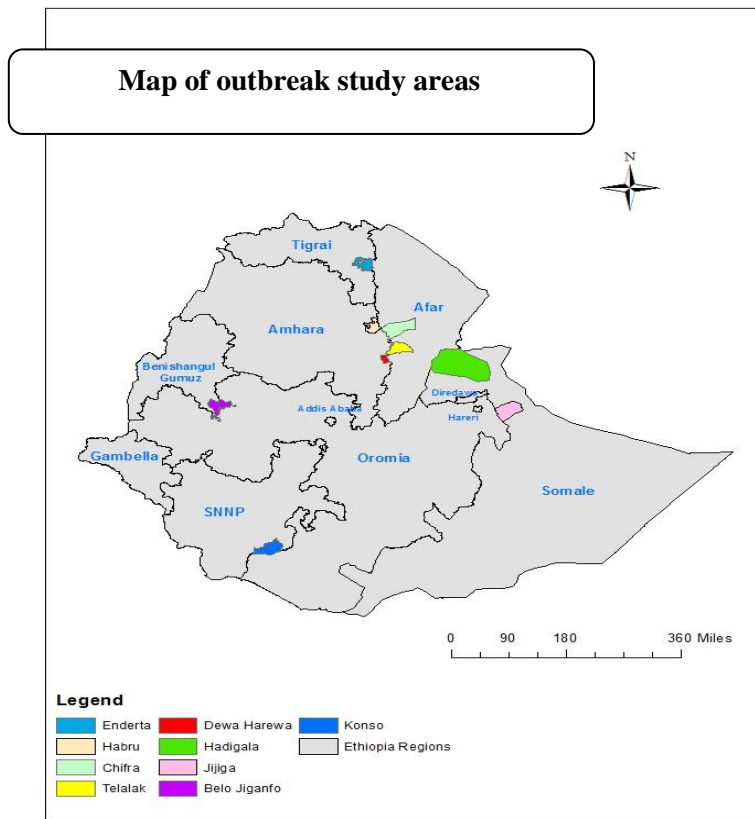 Map of outbreak study areas
N
Tigrai
Afar
Amhara
Benishangul
Gumuz
Diredawa
Addis Ababa
Hareri
Gambella
Oromia
Somale
SNNP
0 90 180 360 Miles
Legend
Enderta Dewa Harewa Konso
Habru Hadigala Ethiopia Regions
Chifra Jijiga
Telalak Belo Jiganfo